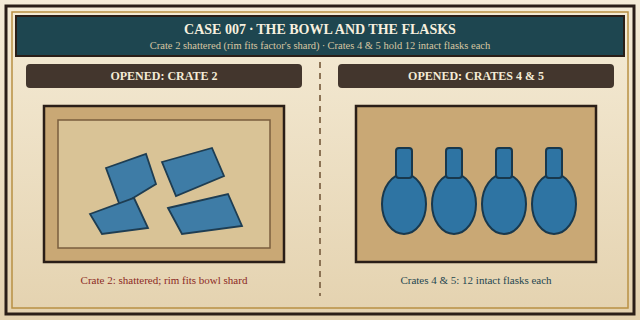 CASE 007 · THE BOWL AND THE FLASKS
Crate 2 shattered (rim fits factor's shard) · Crates 4 & 5 hold 12 intact flasks each
OPENED: CRATE 2
OPENED: CRATES 4 & 5
Crate 2: shattered; rim fits bowl shard
Crates 4 & 5: 12 intact flasks each